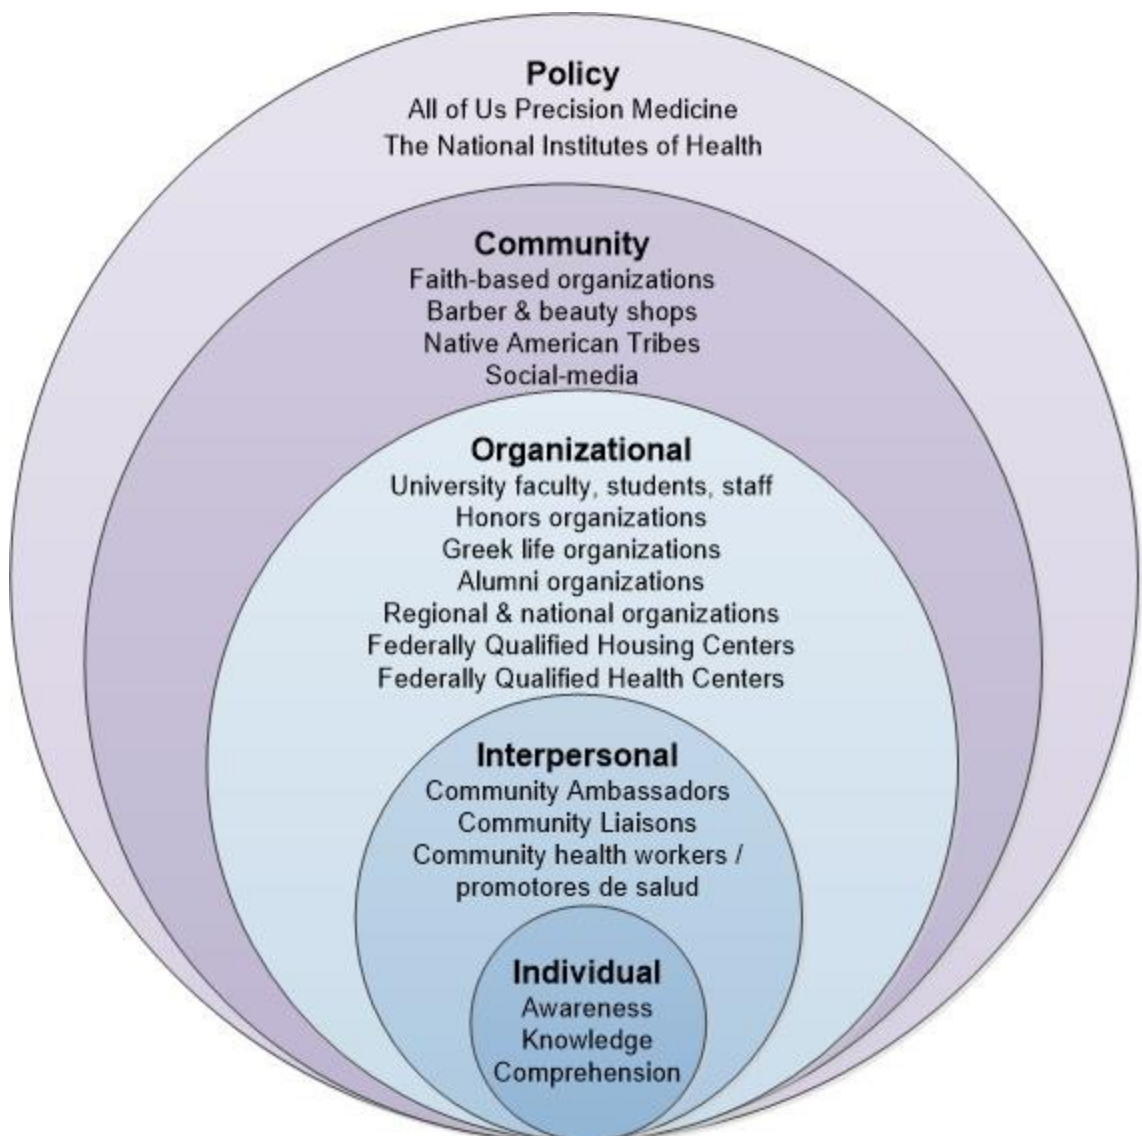 Policy
All of Us Precision Medicine
The National Institutes of Health
Community
Faith-based organizations
Barber & beauty shops
Native American Tribes
Social-media
Organizational
University faculty, students, staff
Honors organizations
Greek life organizations
Alumni organizations
Regional & national organizations
Federally Qualified Housing Centers
Federally Qualified Health Centers
Interpersonal
Community Ambassadors
Community Liaisons
Community health workers /
promotores de salud
Individual
Awareness
Knowledge
Comprehension